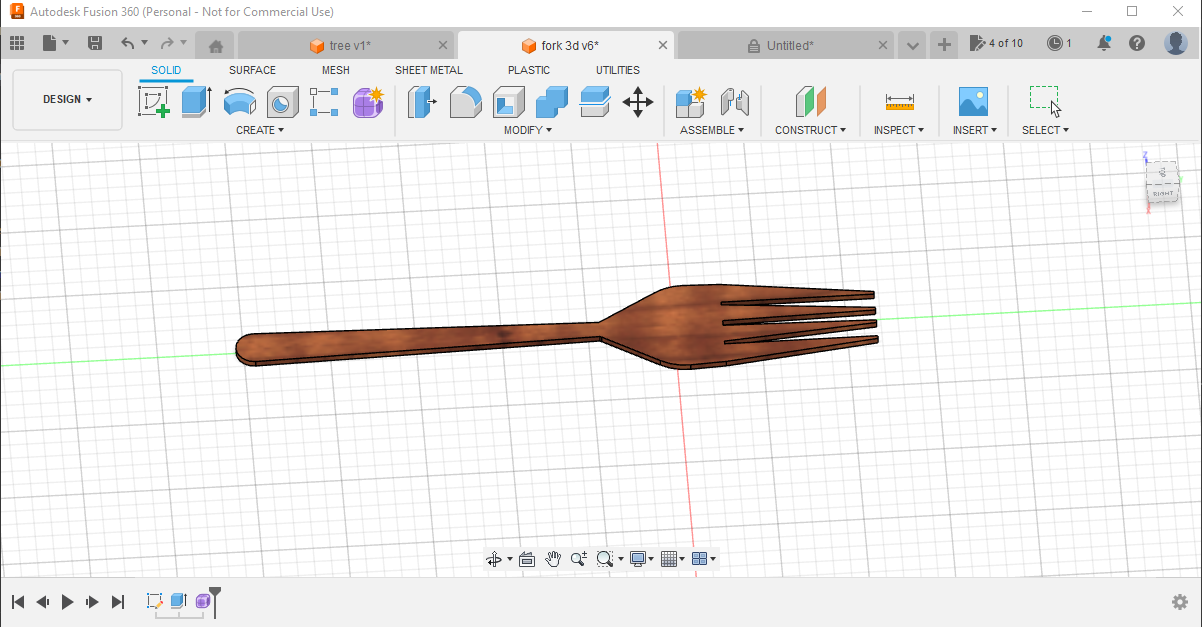 Autodesk Fusion 360 (Personal - Not for Commercial Use)
tree v1*
fork 3d v6*
Untitled*
4 of 10
1
DESIGN
SOLID SURFACE MESH SHEET METAL PLASTIC UTILITIES
CREATE MODIFY ASSEMBLE CONSTRUCT INSPECT INSERT SELECT
Z
RIGHT